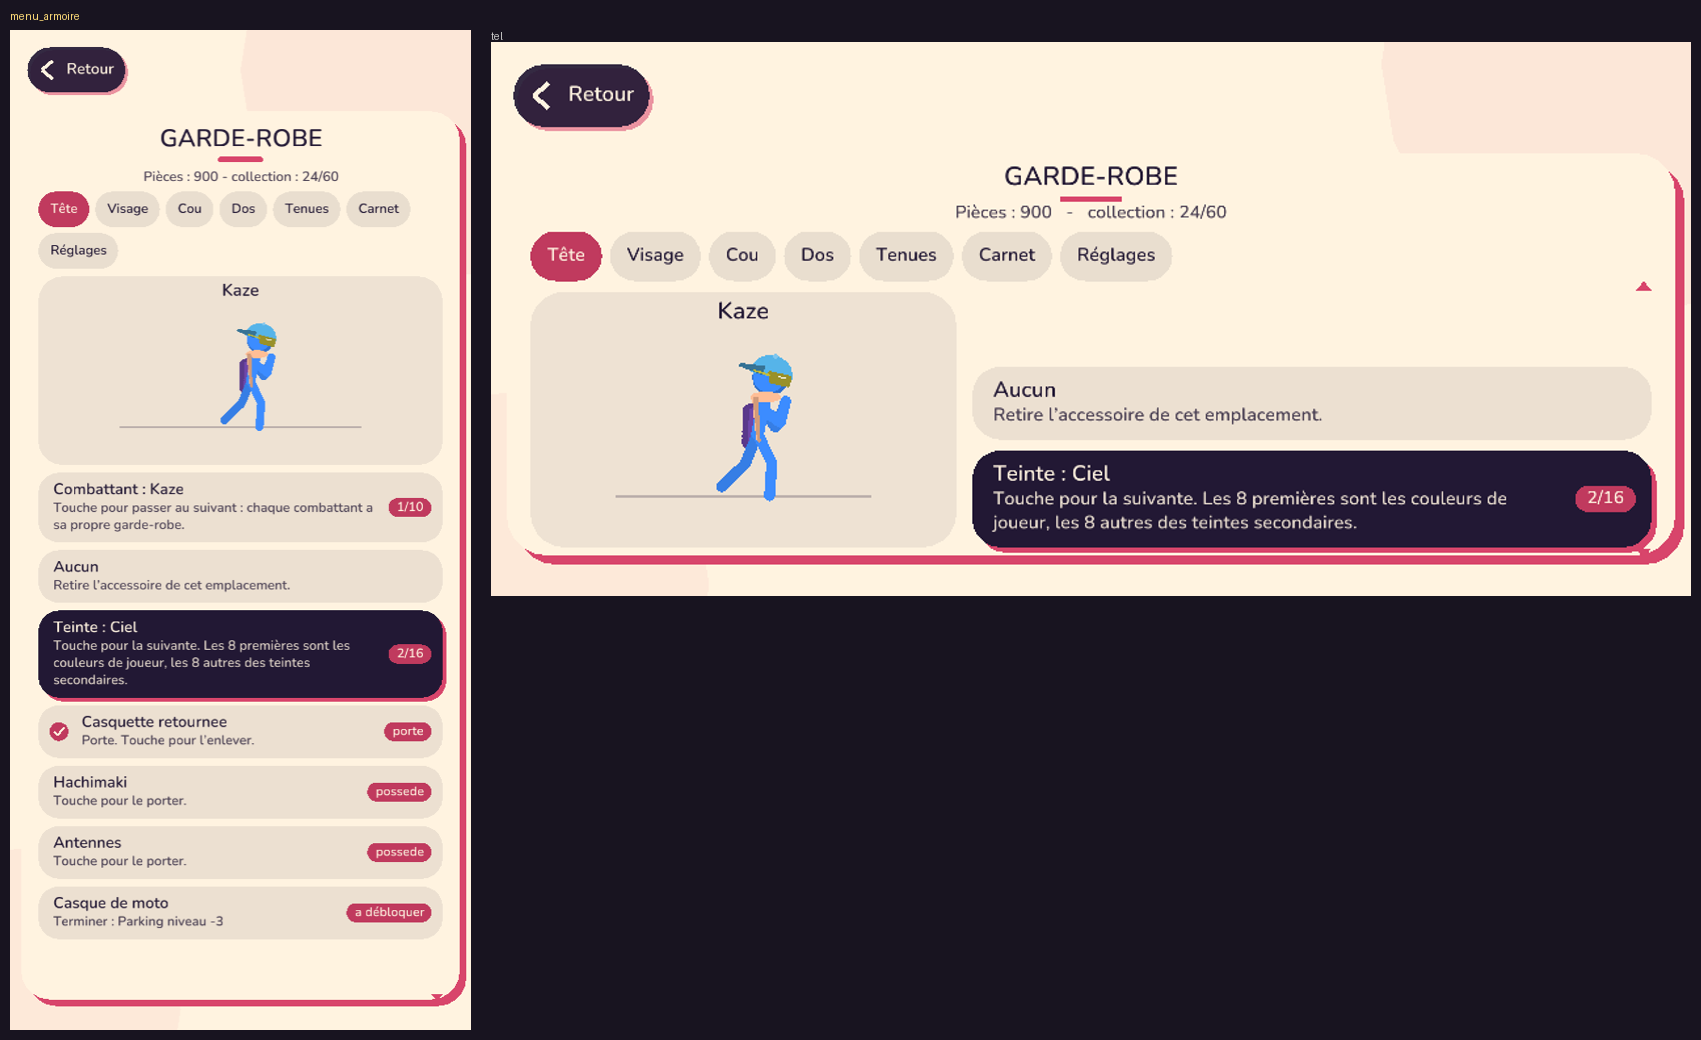 menu_armoire
Retour
GARDE-ROBE
Pièces : 900 - collection : 24/60
Tête
Visage
Cou
Dos
Tenues
Carnet
Réglages
Kaze
Combattant : Kaze
Touche pour passer au suivant : chaque combattant a
sa propre garde-robe.
1/10
Aucun
Retire l'accessoire de cet emplacement.
Teinte : Ciel
Touche pour la suivante. Les 8 premières sont les
couleurs de joueur, les 8 autres des teintes
secondaires.
2/16
Casquette retournee
Porte. Touche pour l'enlever.
porte
Hachimaki
Touche pour le porter.
possede
Antennes
Touche pour le porter.
possede
Casque de moto
Terminer : Parking niveau -3
a débloquer
tel
Retour
GARDE-ROBE
Pièces : 900 - collection : 24/60
Tête
Visage
Cou
Dos
Tenues
Carnet
Réglages
Kaze
Aucun
Retire l'accessoire de cet emplacement.
Teinte : Ciel
Touche pour la suivante. Les 8 premières sont les couleurs de
joueur, les 8 autres des teintes secondaires.
2/16